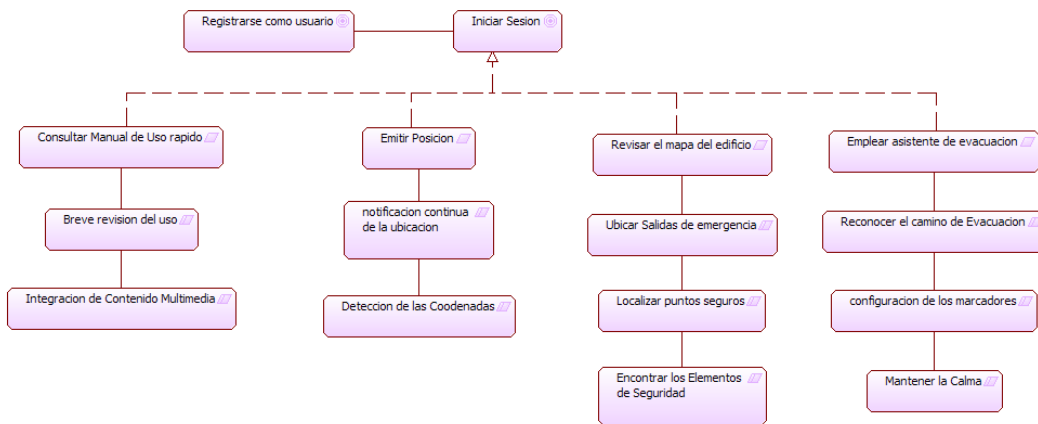 Registrarse como usuario
Iniciar Sesion
Consultar Manual de Uso rapido
Emitir Posicion
Revisar el mapa del edificio
Emplear asistente de evacuacion
Breve revision del uso
notificacion continua
de la ubicacion
Ubicar Salidas de emergencia
Reconocer el camino de Evacuacion
Integracion de Contenido Multimedia
Deteccion de las Coodenadas
Localizar puntos seguros
configuracion de los marcadores
Encontrar los Elementos
de Seguridad
Mantener la Calma